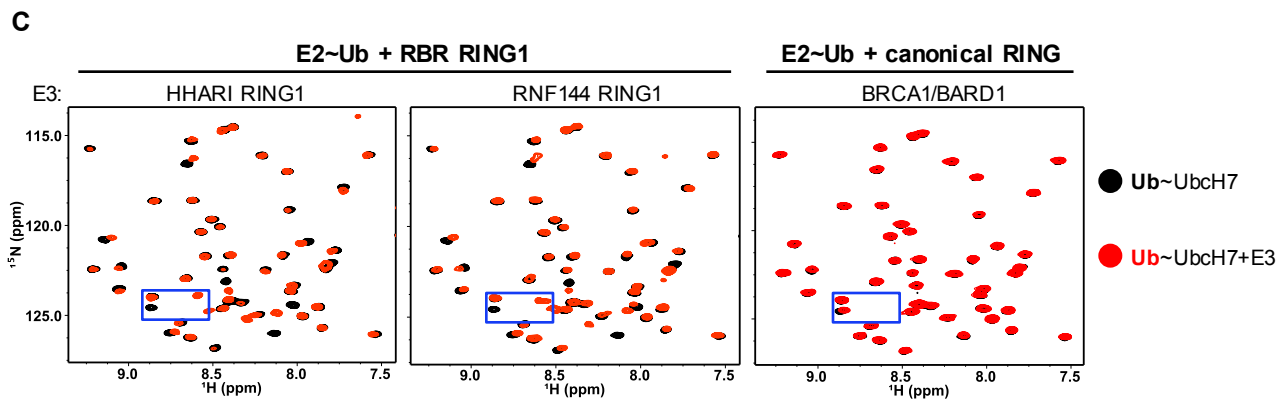 C
E2~Ub + RBR RING1
E2~Ub + canonical RING
E3:
HHARI RING1
RNF144 RING1
BRCA1/BARD1
115.0
120.0
125.0
¹⁵N (ppm)
9.0 8.5 8.0 7.5
¹H (ppm)
9.0 8.5 8.0 7.5
¹H (ppm)
9.0 8.5 8.0 7.5
¹H (ppm)
Ub~UbcH7
Ub~UbcH7+E3